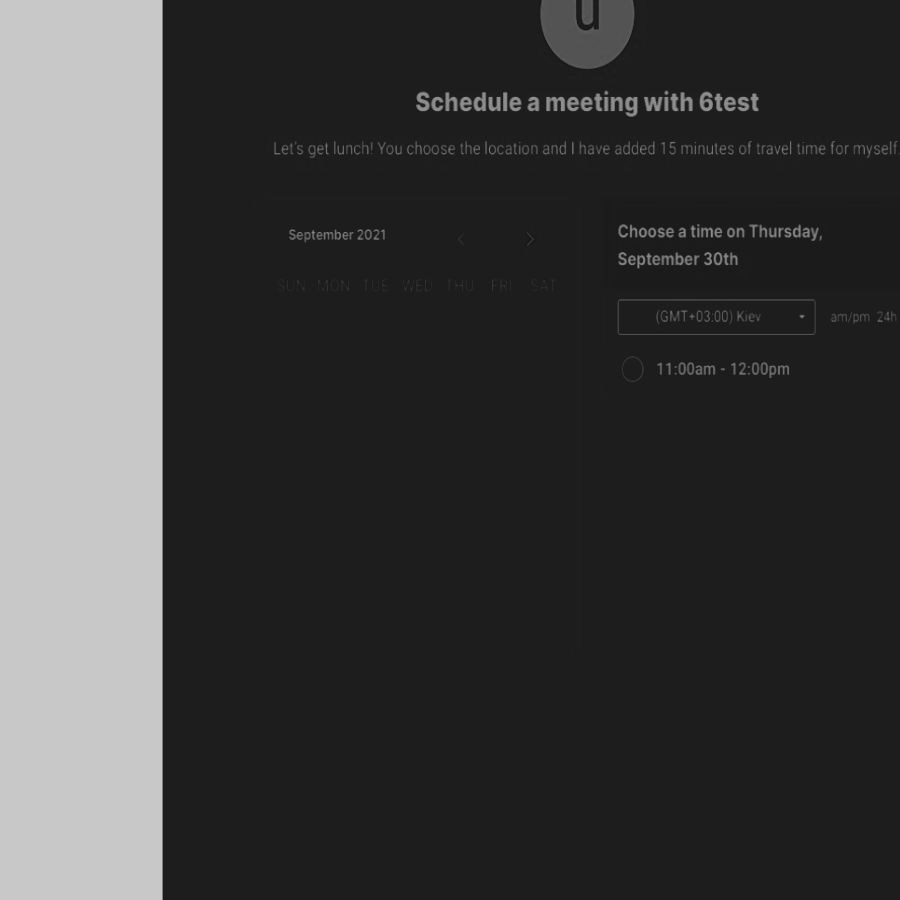 u
Schedule a meeting with 6test
Let's get lunch! You choose the location and I have added 15 minutes of travel time for myself.
September 2021
SUN MON TUE WED THU FRI SAT
Choose a time on Thursday,
September 30th
(GMT+03:00) Kiev
am/pm 24h
11:00am - 12:00pm